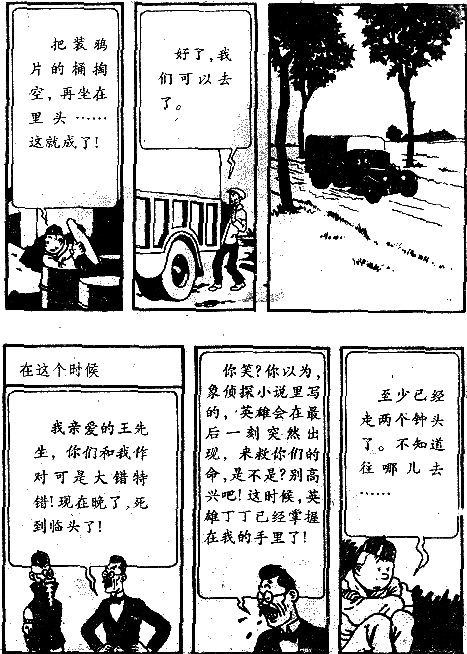 把装鸦
片的桶掏
空，再坐在
里头……
这就成了！
好了，我
们可以去
了。
在这个时候
我亲爱的王先
生，你们和我作
对可是大错特
错！现在晚了，死
到临头了！
你笑？你以为，
象侦探小说里写
的，英雄会在最
后一刻突然出
现，来救你们的
命，是不是？别高
兴吧！这时候，英
雄丁丁已经掌握
在我的手里了！
至少已经
走两个钟头
了。不知道
往哪儿去
……